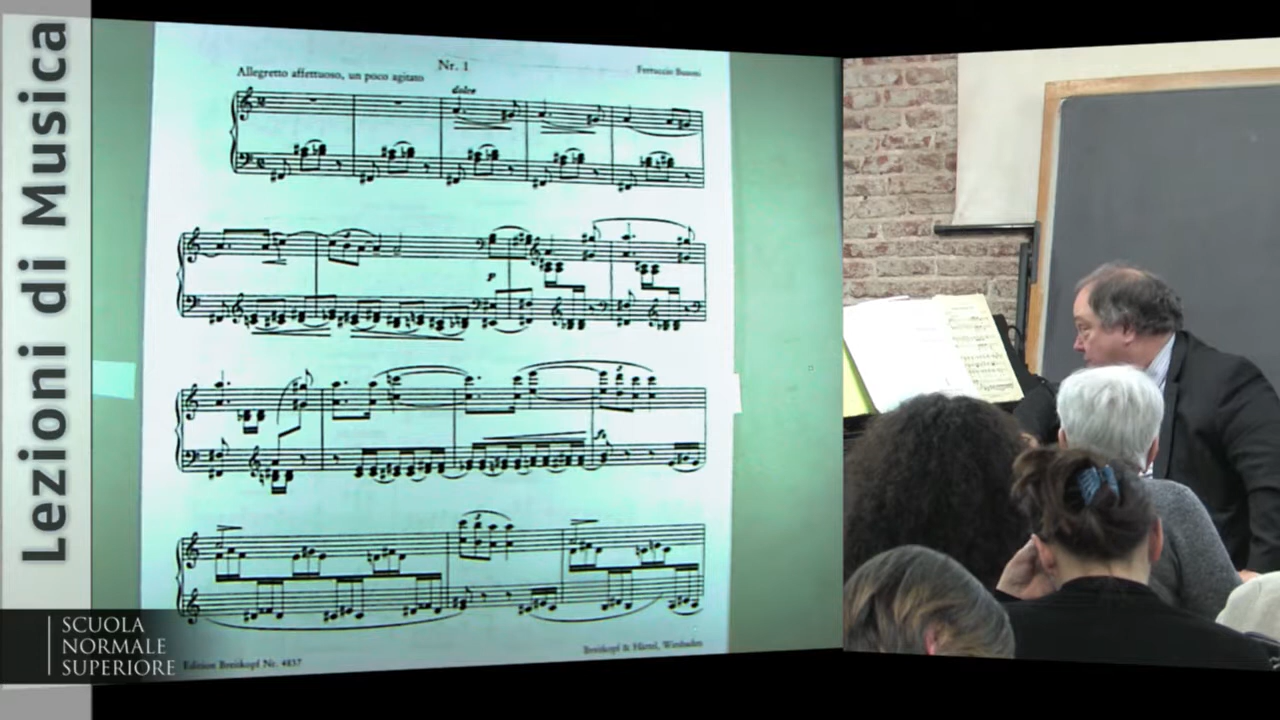 Lezioni di Musica
Nr. 1
Allegretto affettuoso, un poco agitato
Ferruccio Busoni
dolce
p
Edition Breitkopf Nr. 4837
Breitkopf & Härtel, Wiesbaden
SCUOLA
NORMALE
SUPERIORE